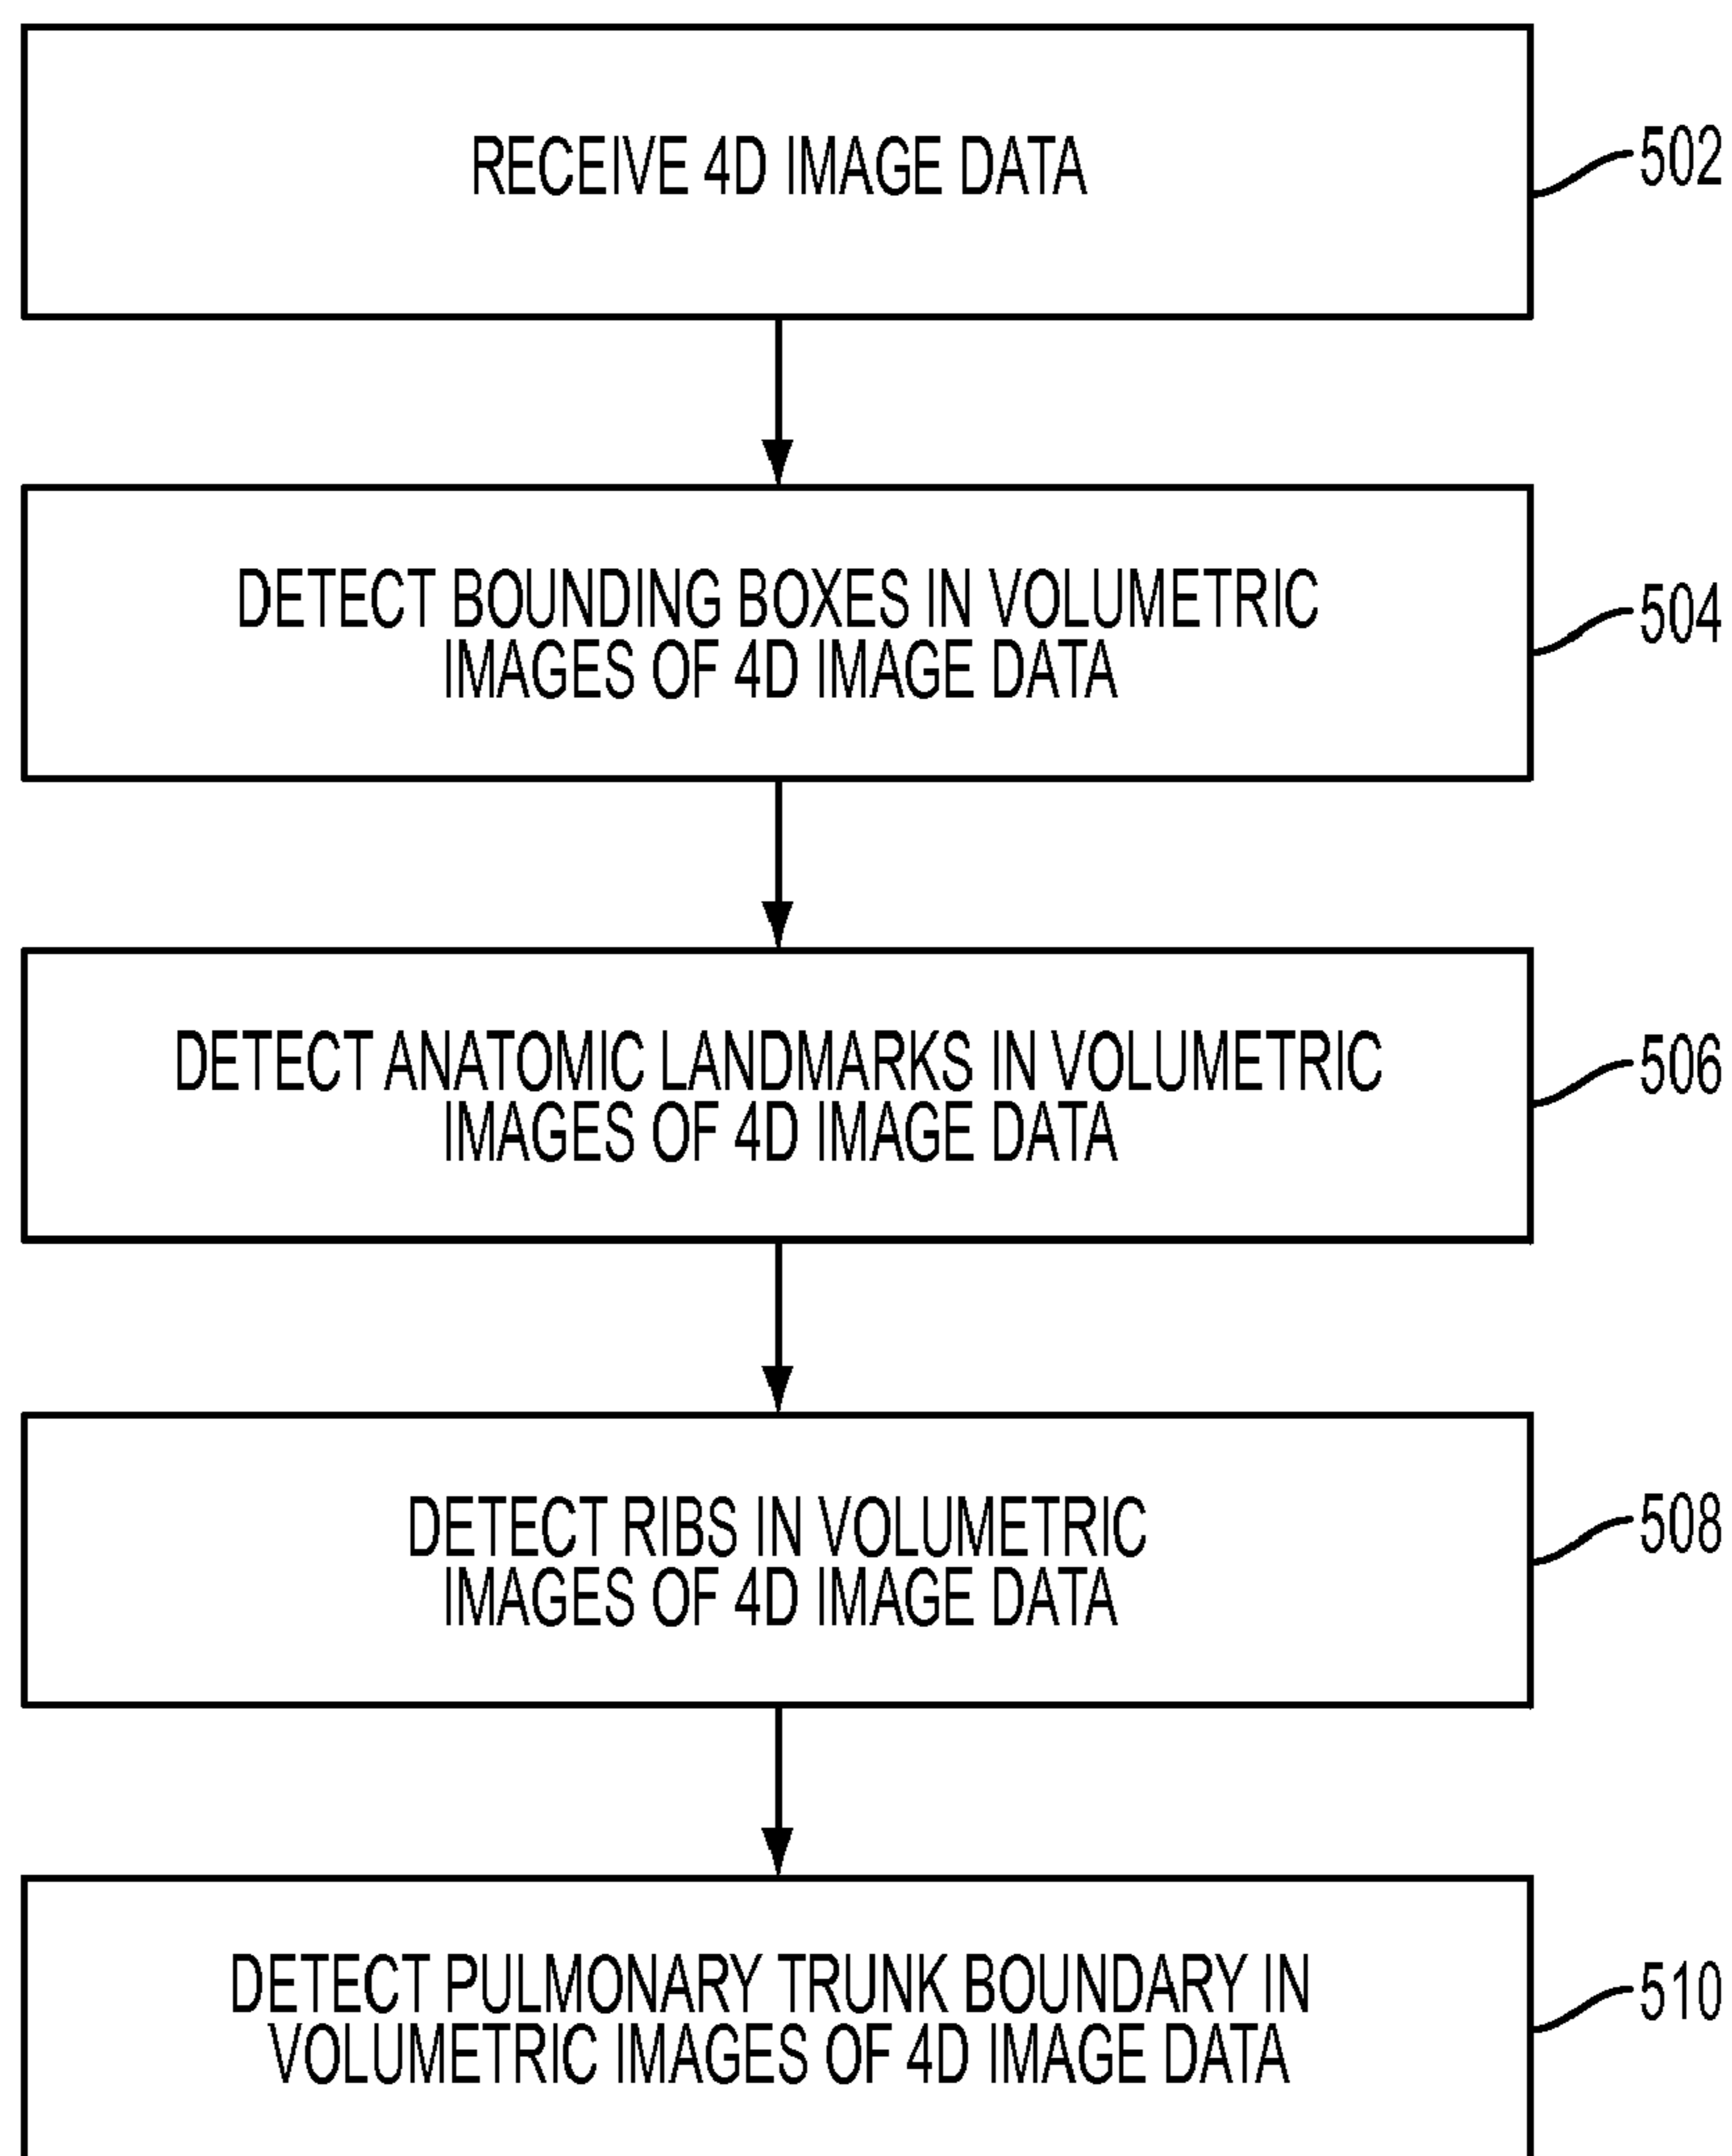 RECEIVE 4D IMAGE DATA
502
DETECT BOUNDING BOXES IN VOLUMETRIC
IMAGES OF 4D IMAGE DATA
504
DETECT ANATOMIC LANDMARKS IN VOLUMETRIC
IMAGES OF 4D IMAGE DATA
506
DETECT RIBS IN VOLUMETRIC
IMAGES OF 4D IMAGE DATA
508
DETECT PULMONARY TRUNK BOUNDARY IN
VOLUMETRIC IMAGES OF 4D IMAGE DATA
510